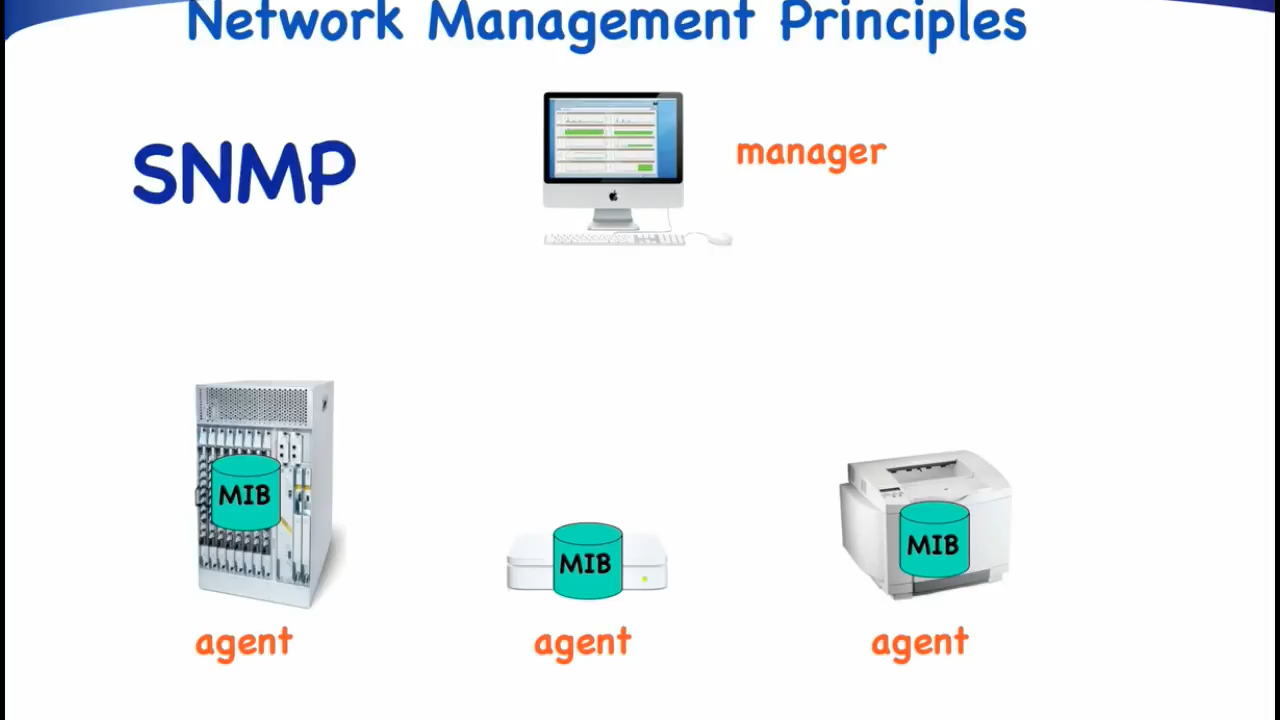 Network Management Principles
SNMP
manager
MIB
MIB
MIB
agent
agent
agent